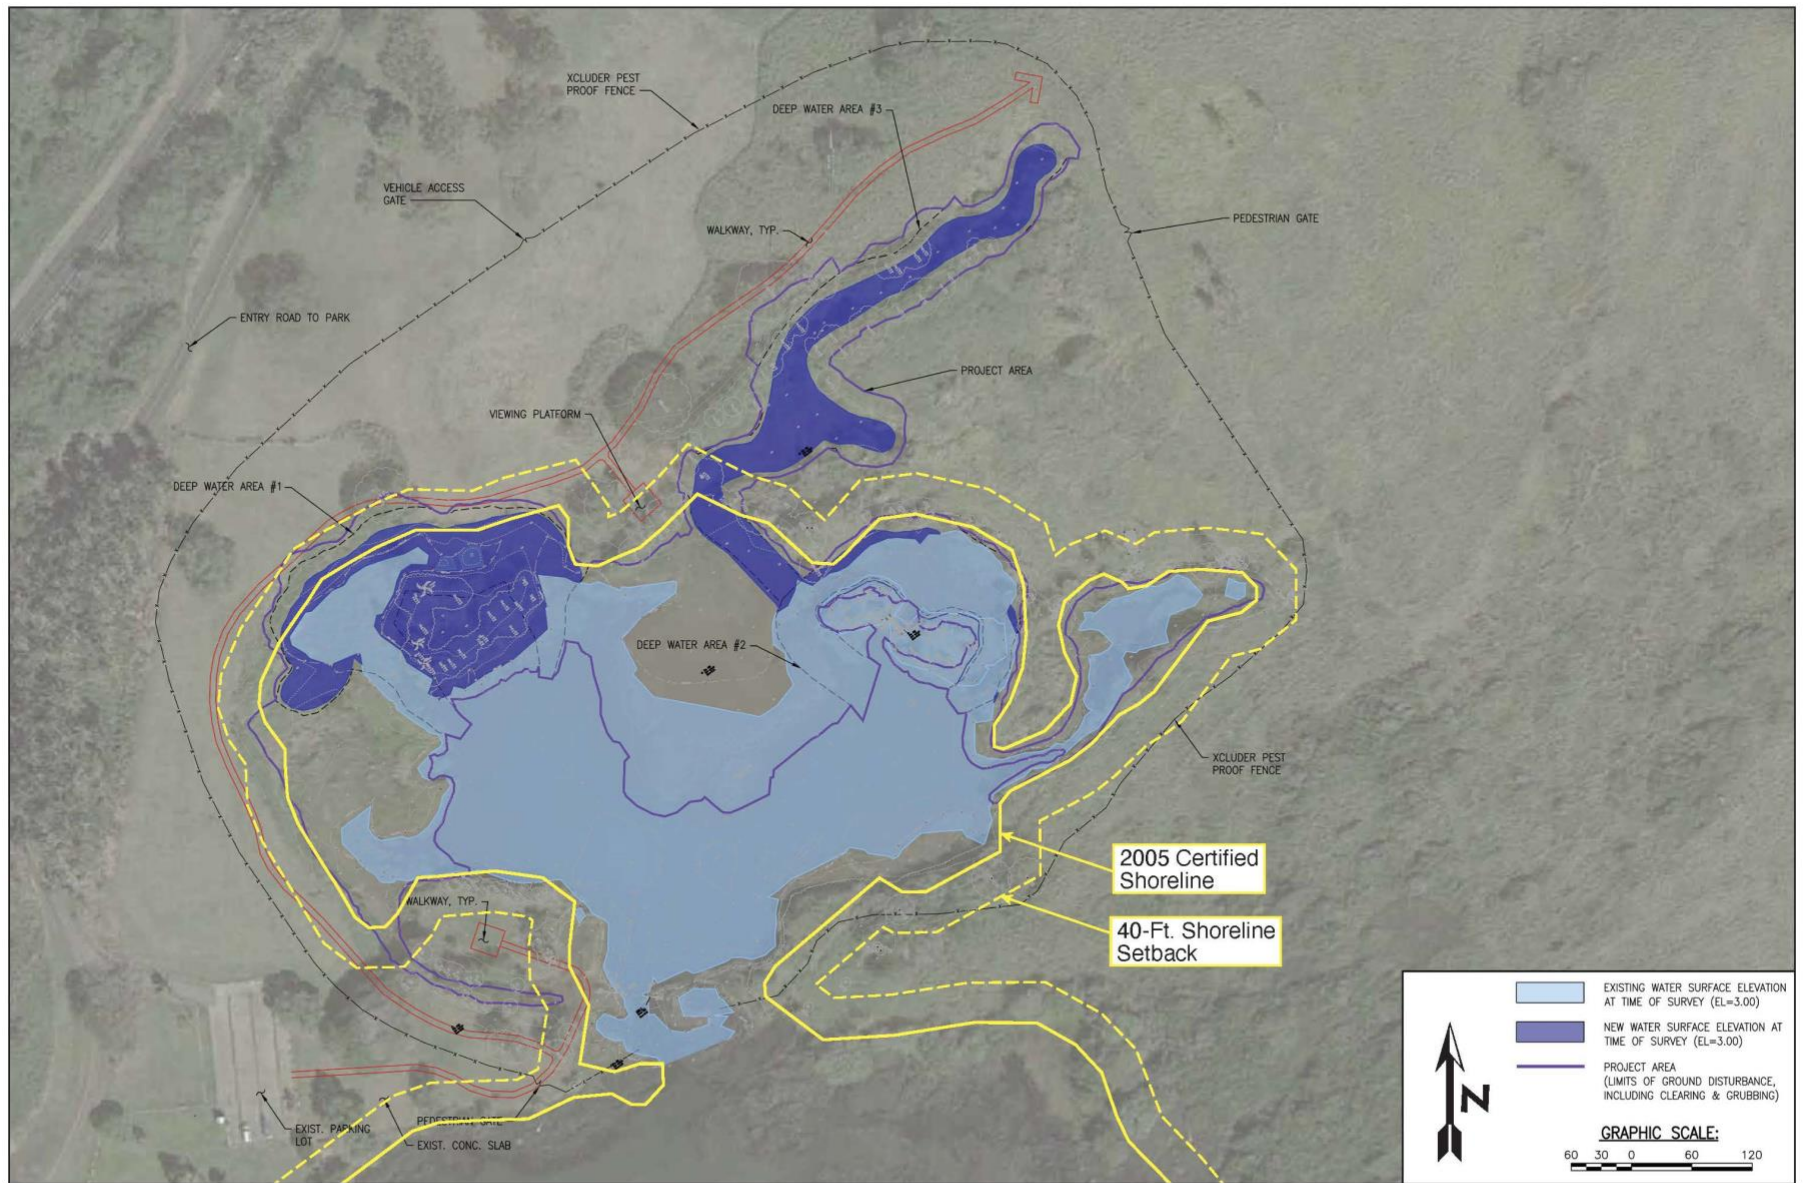 XCLUDER PEST
PROOF FENCE
DEEP WATER AREA #3
VEHICLE ACCESS
GATE
WALKWAY, TYP.
PEDESTRIAN GATE
ENTRY ROAD TO PARK
PROJECT AREA
VIEWING PLATFORM
DEEP WATER AREA #1
DEEP WATER AREA #2
XCLUDER PEST
PROOF FENCE
2005 Certified
Shoreline
WALKWAY, TYP.
40-Ft. Shoreline
Setback
EXIST. PARKING
LOT
PEDESTRIAN GATE
EXIST. CONC. SLAB
EXISTING WATER SURFACE ELEVATION
AT TIME OF SURVEY (EL=3.00)
NEW WATER SURFACE ELEVATION AT
TIME OF SURVEY (EL=3.00)
PROJECT AREA
(LIMITS OF GROUND DISTURBANCE,
INCLUDING CLEARING & GRUBBING)
N
GRAPHIC SCALE:
60 30 0 60 120